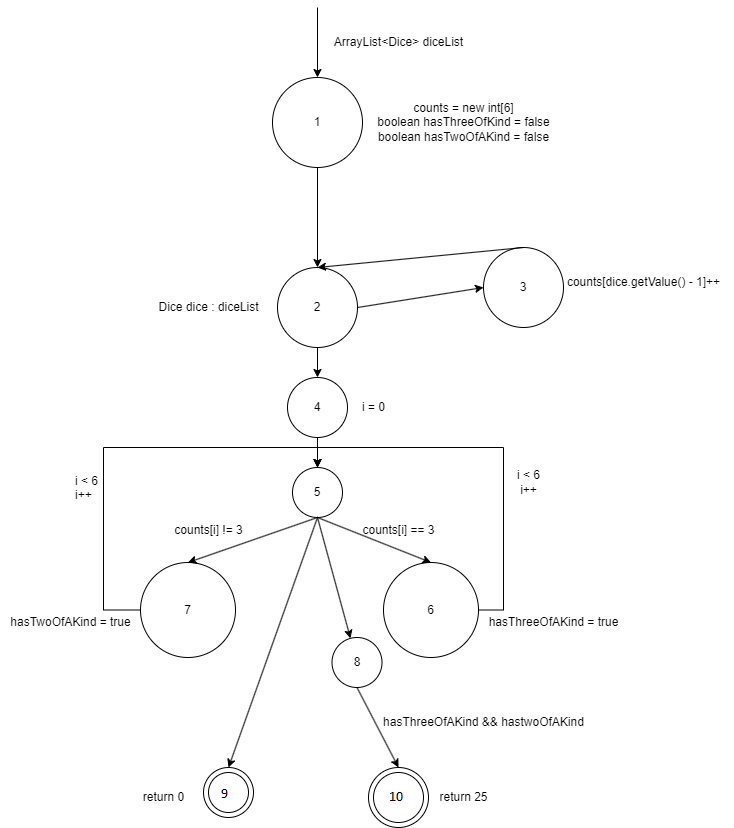 ArrayList<Dice> diceList
1
counts = new int[6]
boolean hasThreeOfKind = false
boolean hasTwoOfAKind = false
Dice dice : diceList
2
3
counts[dice.getValue() - 1]++
4
i = 0
i < 6
i++
i < 6
i++
5
counts[i] != 3
counts[i] == 3
7
6
hasTwoOfAKind = true
hasThreeOfAKind = true
8
hasThreeOfAKind && hastwoOfAKind
return 0
9
10
return 25